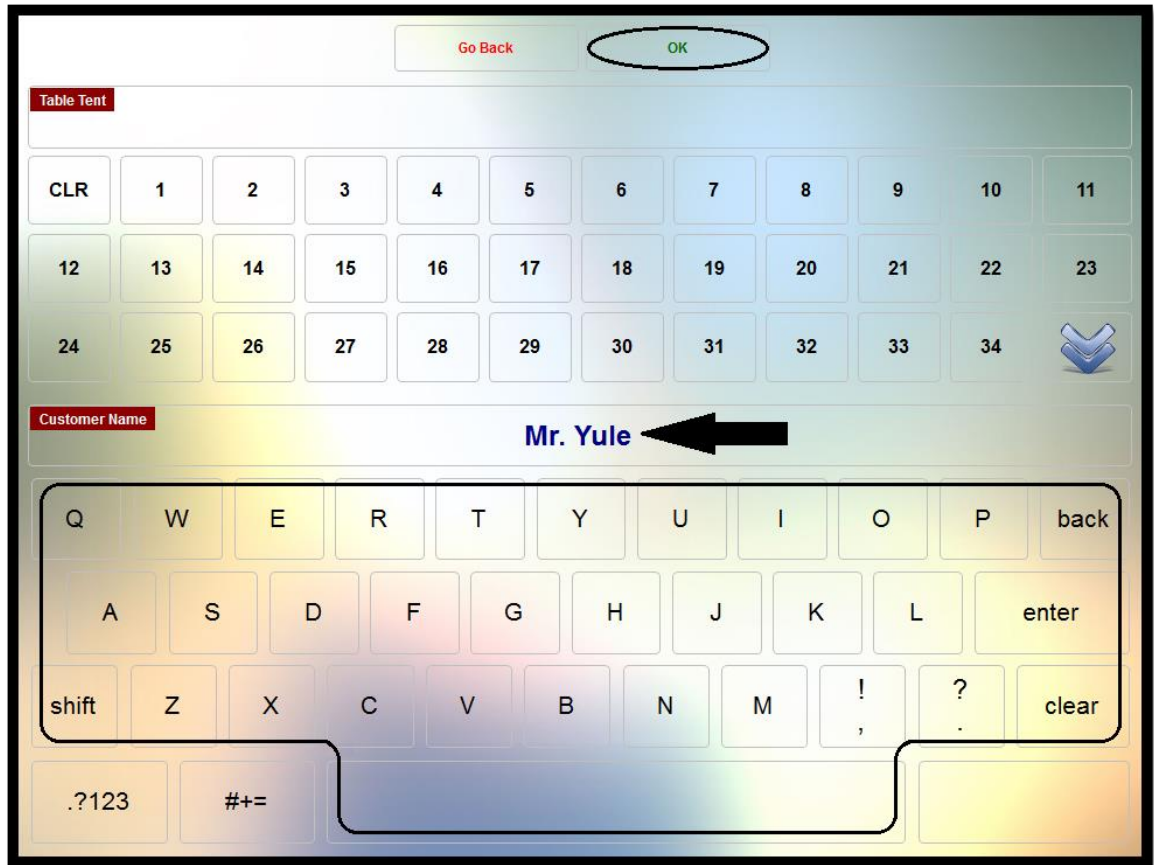 Go Back OK
Table Tent
CLR 1 2 3 4 5 6 7 8 9 10 11
12 13 14 15 16 17 18 19 20 21 22 23
24 25 26 27 28 29 30 31 32 33 34
Customer Name
Mr. Yule
Q W E R T Y U I O P back
A S D F G H J K L enter
shift Z X C V B N M ! , ? . clear
.?123 #+=